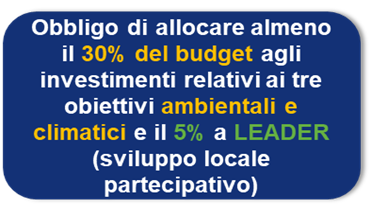 Obbligo di allocare almeno
il 30% del budget agli
investimenti relativi ai tre
obiettivi ambientali e
climatici e il 5% a LEADER
(sviluppo locale
partecipativo)